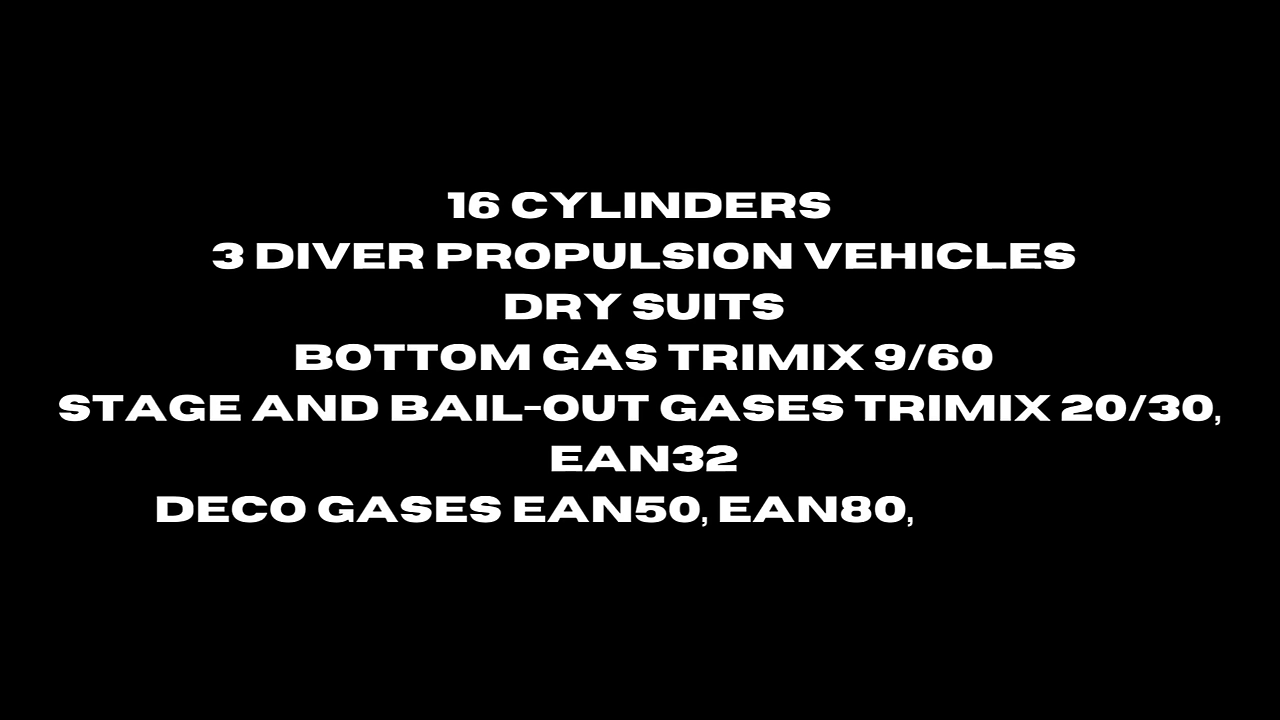 16 CYLINDERS
3 DIVER PROPULSION VEHICLES
DRY SUITS
BOTTOM GAS TRIMIX 9/60
STAGE AND BAIL-OUT GASES TRIMIX 20/30,
EAN32
DECO GASES EAN50, EAN80,